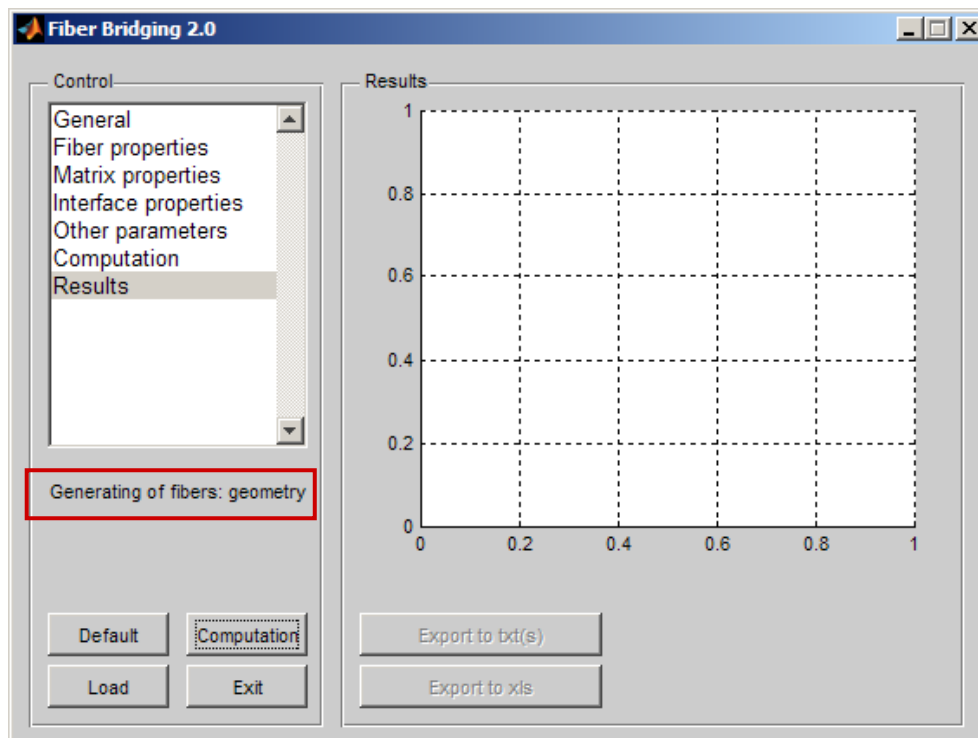 Fiber Bridging 2.0
Control
General
Fiber properties
Matrix properties
Interface properties
Other parameters
Computation
Results
Generating of fibers: geometry
Default
Computation
Load
Exit
Results
1
0.8
0.6
0.4
0.2
0
0 0.2 0.4 0.6 0.8 1
Export to txt(s)
Export to xls